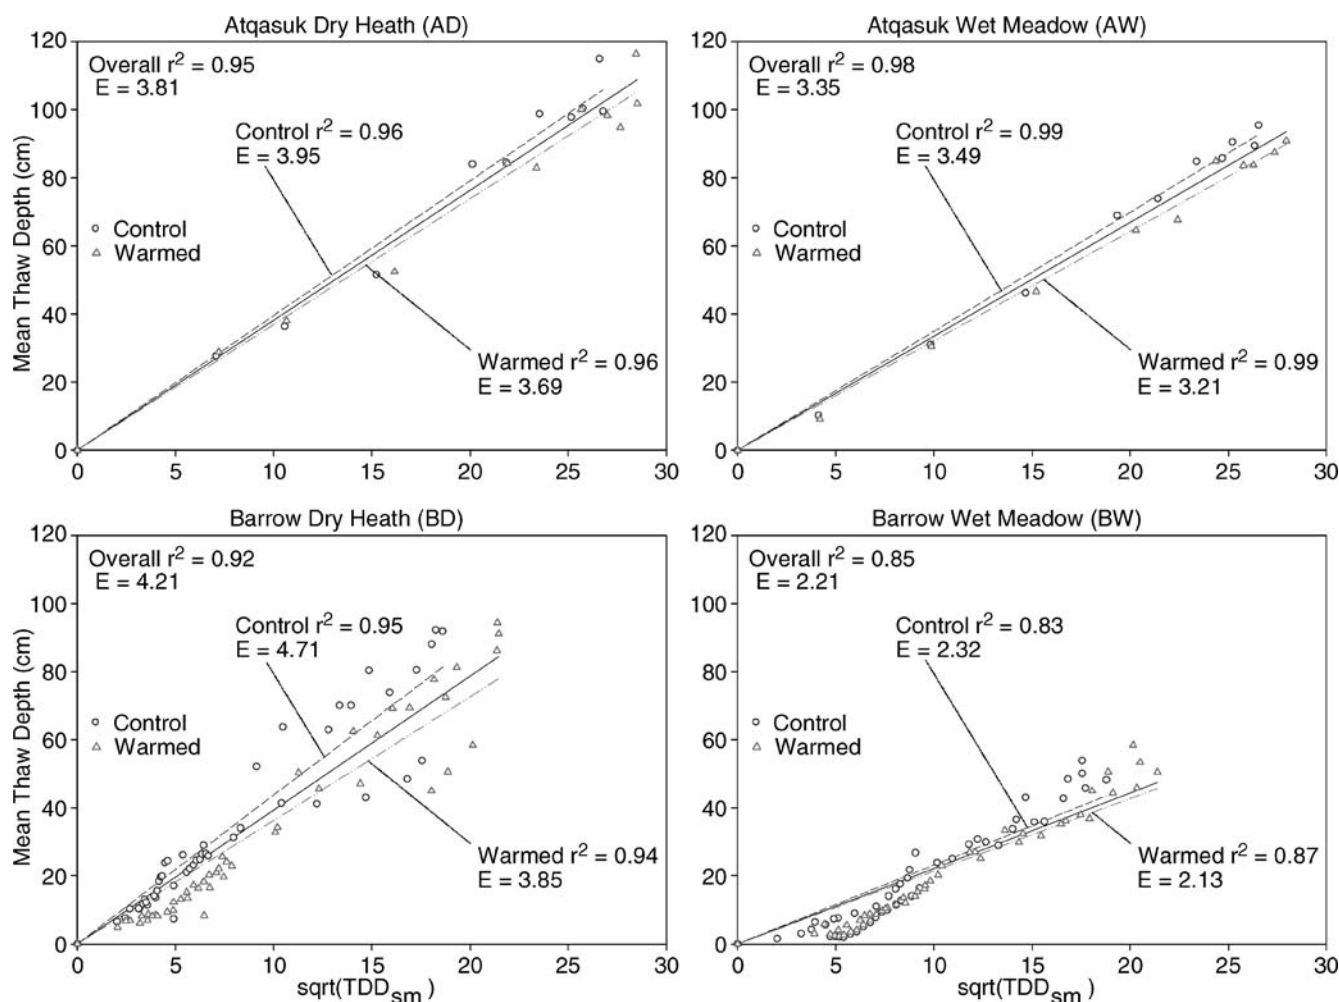 Atqasuk Dry Heath (AD)
120
100
80
60
40
20
0
Mean Thaw Depth (cm)
Overall r² = 0.95
E = 3.81
Control r² = 0.96
E = 3.95
Control
Warmed
Warmed r² = 0.96
E = 3.69
0 5 10 15 20 25 30
Atqasuk Wet Meadow (AW)
120
100
80
60
40
20
0
Overall r² = 0.98
E = 3.35
Control r² = 0.99
E = 3.49
Control
Warmed
Warmed r² = 0.99
E = 3.21
0 5 10 15 20 25 30
Barrow Dry Heath (BD)
120
100
80
60
40
20
0
Mean Thaw Depth (cm)
Overall r² = 0.92
E = 4.21
Control r² = 0.95
E = 4.71
Control
Warmed
Warmed r² = 0.94
E = 3.85
0 5 10 15 20 25 30
sqrt(TDDsm )
Barrow Wet Meadow (BW)
120
100
80
60
40
20
0
Overall r² = 0.85
E = 2.21
Control r² = 0.83
E = 2.32
Control
Warmed
Warmed r² = 0.87
E = 2.13
0 5 10 15 20 25 30
sqrt(TDDsm )